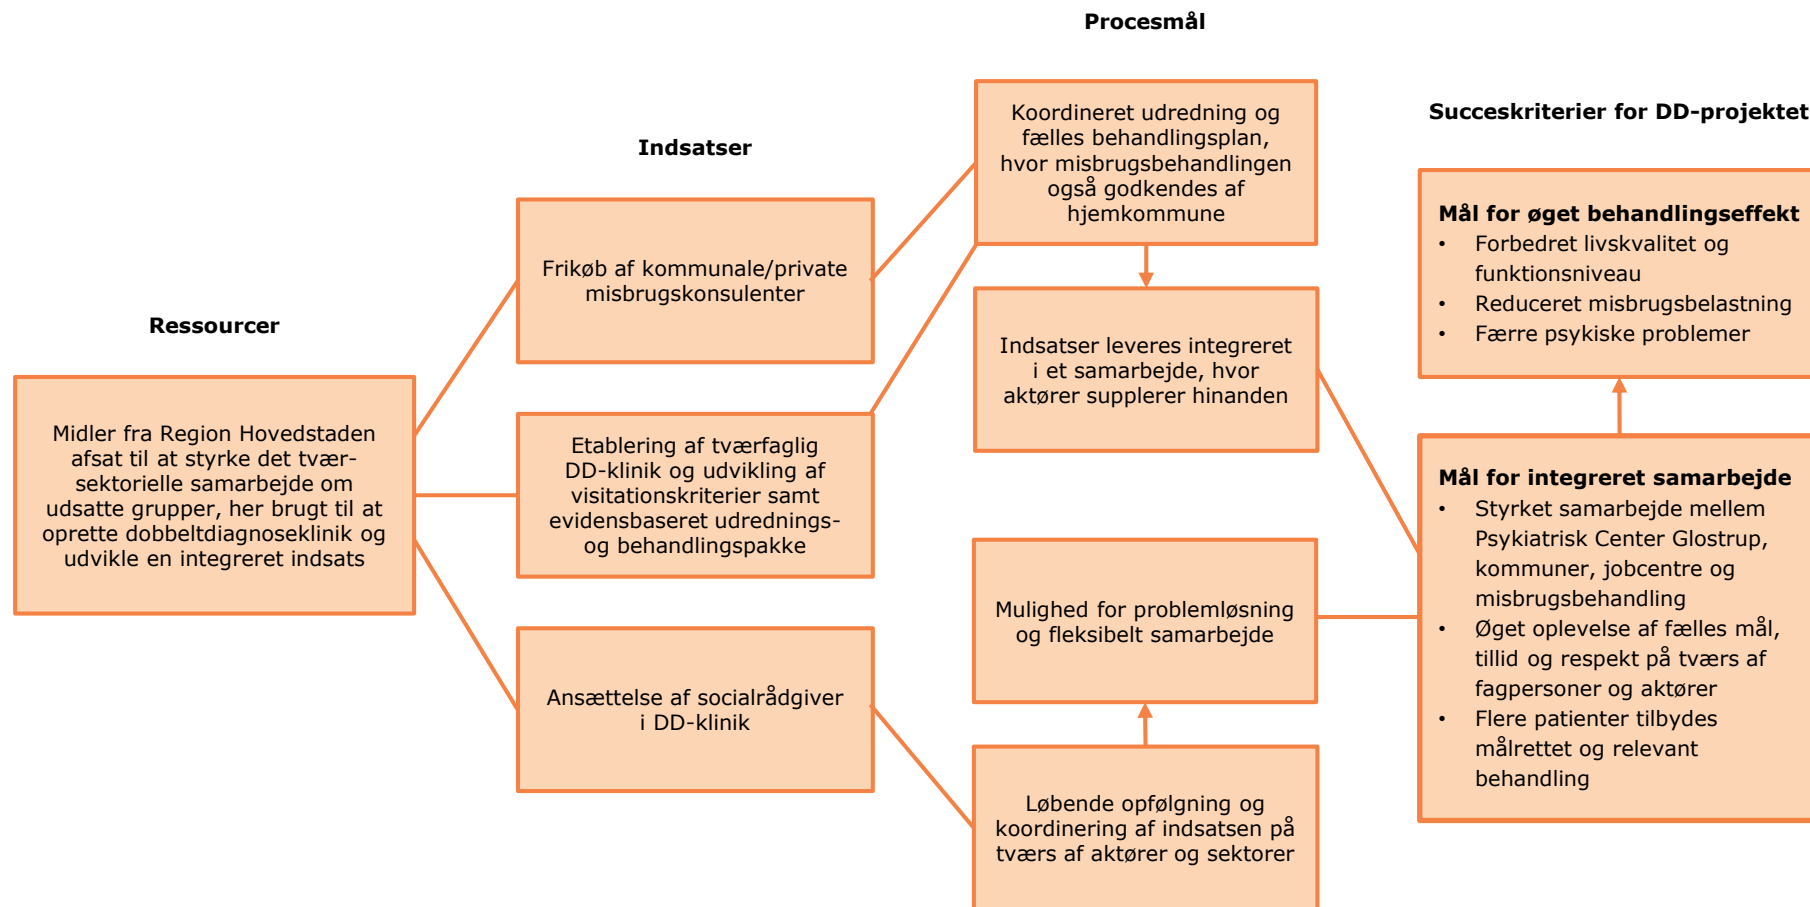 Ressourcer
Midler fra Region Hovedstaden
afsat til at styrke det tvær-
sektorielle samarbejde om
udsatte grupper, her brugt til at
oprette dobbeltdiagnoseklinik og
udvikle en integreret indsats
Indsatser
Frikøb af kommunale/private
misbrugskonsulenter
Etablering af tværfaglig
DD-klinik og udvikling af
visitationskriterier samt
evidensbaseret udrednings-
og behandlingspakke
Ansættelse af socialrådgiver
i DD-klinik
Procesmål
Koordineret udredning og
fælles behandlingsplan,
hvor misbrugsbehandlingen
også godkendes af
hjemkommune
Indsatser leveres integreret
i et samarbejde, hvor
aktører supplerer hinanden
Mulighed for problemløsning
og fleksibelt samarbejde
Løbende opfølgning og
koordinering af indsatsen på
tværs af aktører og sektorer
Succeskriterier for DD-projektet
Mål for øget behandlingseffekt
• Forbedret livskvalitet og
funktionsniveau
• Reduceret misbrugsbelastning
• Færre psykiske problemer
Mål for integreret samarbejde
• Styrket samarbejde mellem
Psykiatrisk Center Glostrup,
kommuner, jobcentre og
misbrugsbehandling
• Øget oplevelse af fælles mål,
tillid og respekt på tværs af
fagpersoner og aktører
• Flere patienter tilbydes
målrettet og relevant
behandling